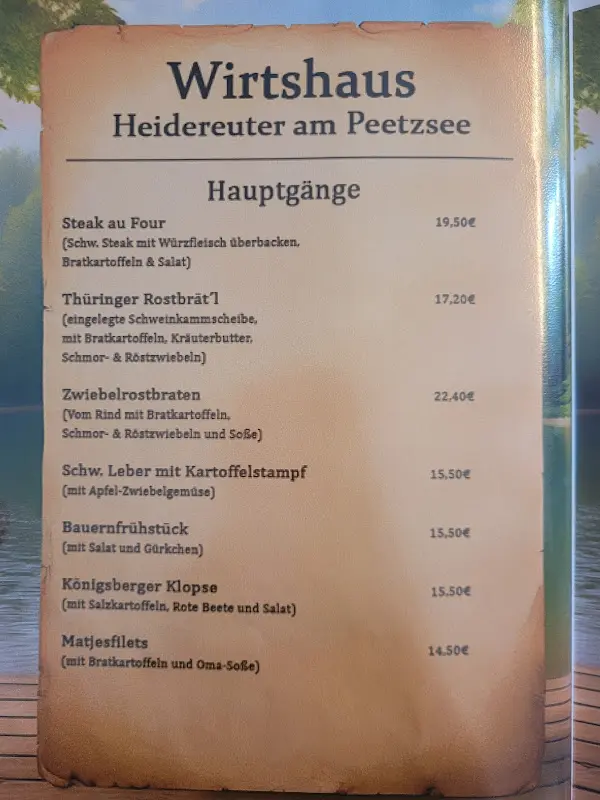 Wirtshaus
Heidereuter am Peetzsee
Hauptgänge
Steak au Four 19,50€
(Schw. Steak mit Würzfleisch überbacken,
Bratkartoffeln & Salat)
Thüringer Rostbrät´l 17,20€
(eingelegte Schweinkammscheibe,
mit Bratkartoffeln, Kräuterbutter,
Schmor- & Röstzwiebeln)
Zwiebelrostbraten 22,40€
(Vom Rind mit Bratkartoffeln,
Schmor- & Röstzwiebeln und Soße)
Schw. Leber mit Kartoffelstampf 15,50€
(mit Apfel-Zwiebelgemüse)
Bauernfrühstück 15,50€
(mit Salat und Gürkchen)
Königsberger Klopse 15,50€
(mit Salzkartoffeln, Rote Beete und Salat)
Matjesfilets 14,50€
(mit Bratkartoffeln und Oma-Soße)